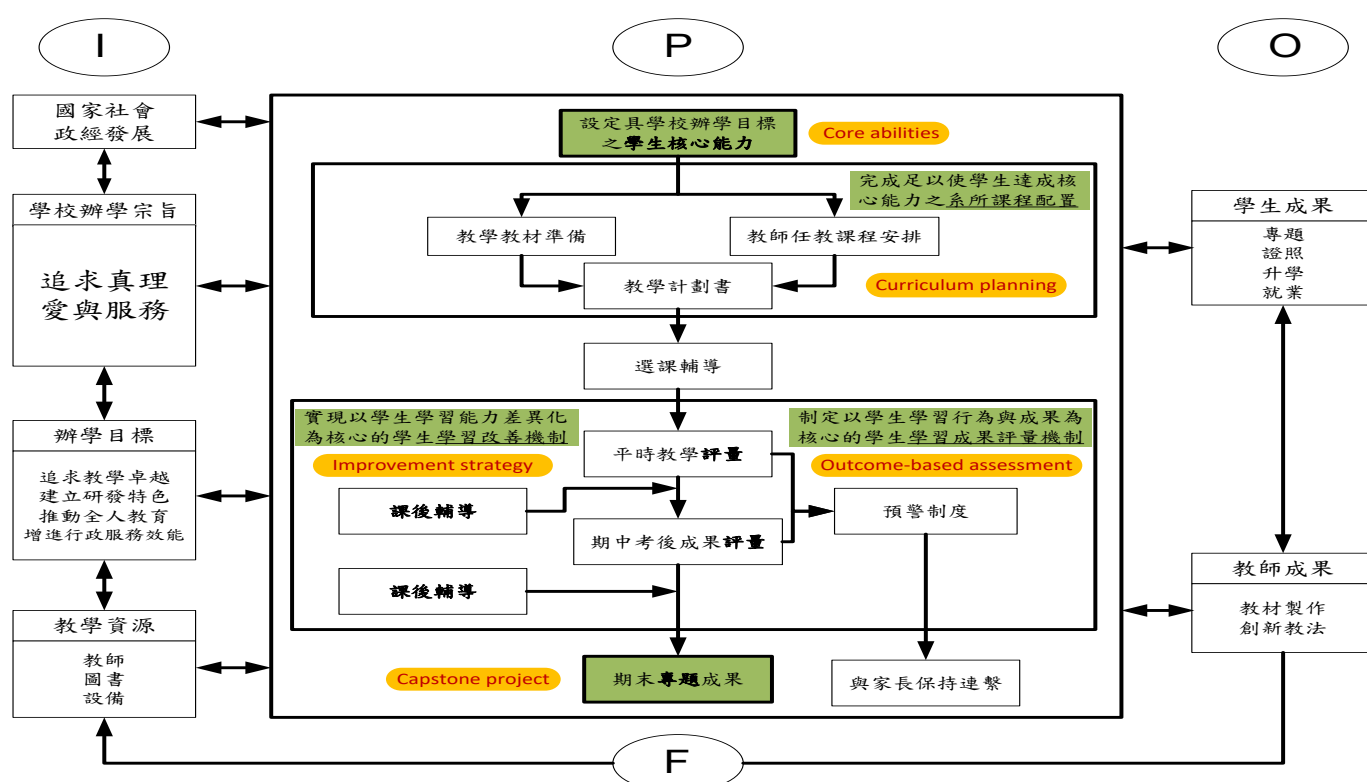 I
P
O
國家社會
政經發展
學校辦學宗旨
追求真理
愛與服務
辦學目標
追求教學卓越
建立研發特色
推動全人教育
增進行政服務效能
教學資源
教師
圖書
設備
設定具學校辦學目標
之學生核心能力
Core abilities
完成足以使學生達成核
心能力之系所課程配置
教學教材準備
教師任教課程安排
教學計劃書
Curriculum planning
選課輔導
實現以學生學習能力差異化
為核心的學生學習改善機制
制定以學生學習行為與成果為
核心的學生學習成果評量機制
Improvement strategy
平時教學評量
Outcome-based assessment
課後輔導
預警制度
期中考後成果評量
課後輔導
Capstone project
期末專題成果
與家長保持連繫
學生成果
專題
證照
升學
就業
教師成果
教材製作
創新教法
F